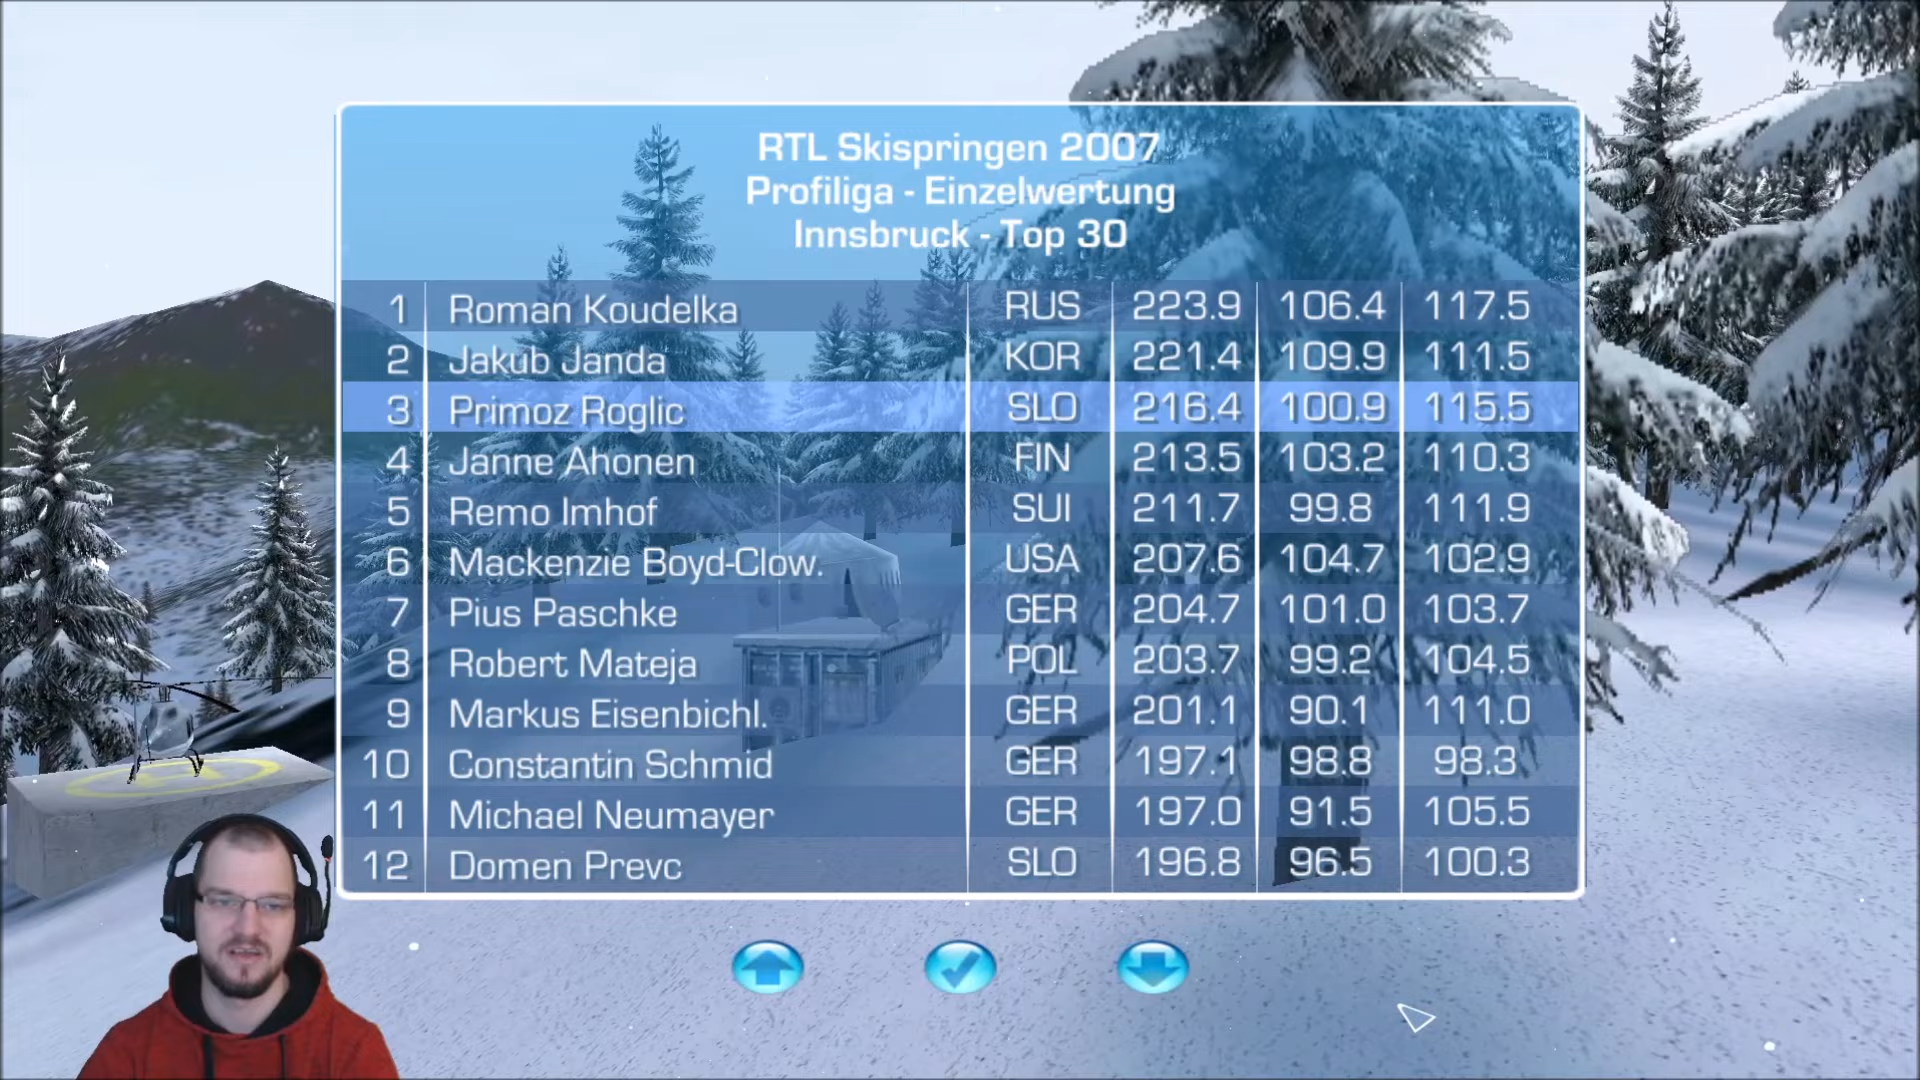 RTL Skispringen 2007
Profiliga - Einzelwertung
Innsbruck - Top 30
1 Roman Koudelka RUS 223.9 106.4 117.5
2 Jakub Janda KOR 221.4 109.9 111.5
3 Primoz Roglic SLO 216.4 100.9 115.5
4 Janne Ahonen FIN 213.5 103.2 110.3
5 Remo Imhof SUI 211.7 99.8 111.9
6 Mackenzie Boyd-Clow. USA 207.6 104.7 102.9
7 Pius Paschke GER 204.7 101.0 103.7
8 Robert Mateja POL 203.7 99.2 104.5
9 Markus Eisenbichl. GER 201.1 90.1 111.0
10 Constantin Schmid GER 197.1 98.8 98.3
11 Michael Neumayer GER 197.0 91.5 105.5
12 Domen Prevc SLO 196.8 96.5 100.3